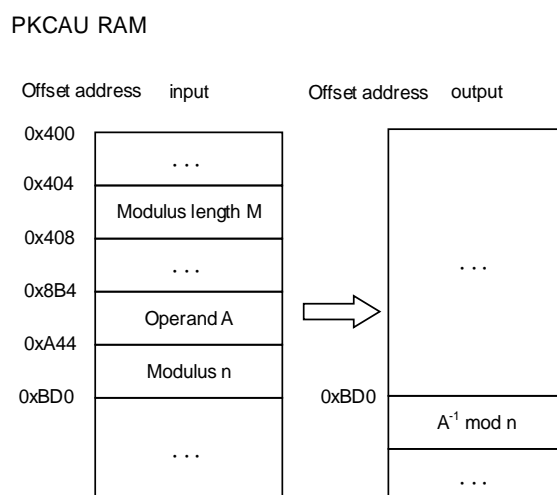 PKCAU RAM
Offset address input Offset address output
0x400
...
0x404
Modulus length M
0x408
...
...
0x8B4
Operand A
0xA44
Modulus n
0xBD0 0xBD0
A⁻¹ mod n
...
...